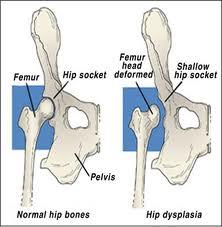 Femur
Hip socket
Pelvis
Normal hip bones
Femur
head
deformed
Shallow
hip socket
Hip dysplasia